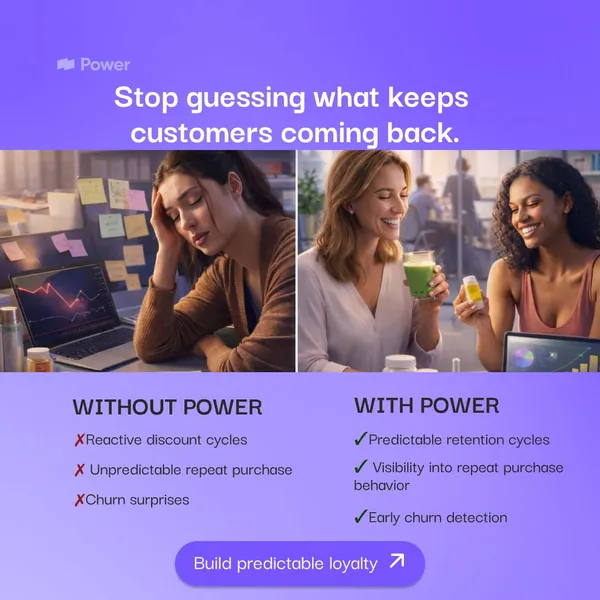 Power
Stop guessing what keeps
customers coming back.
WITHOUT POWER
✗Reactive discount cycles
✗ Unpredictable repeat purchase
✗Churn surprises
WITH POWER
✓Predictable retention cycles
✓ Visibility into repeat purchase
behavior
✓Early churn detection
Build predictable loyalty ↗